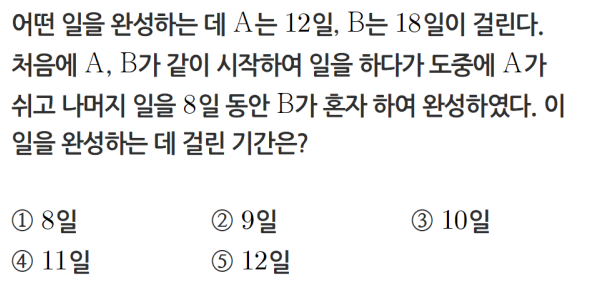 어떤 일을 완성하는 데 A는 12일, B는 18일이 걸린다.
처음에 A, B가 같이 시작하여 일을 하다가 도중에 A가
쉬고 나머지 일을 8일 동안 B가 혼자 하여 완성하였다. 이
일을 완성하는 데 걸린 기간은?
① 8일 ② 9일 ③ 10일
④ 11일 ⑤ 12일